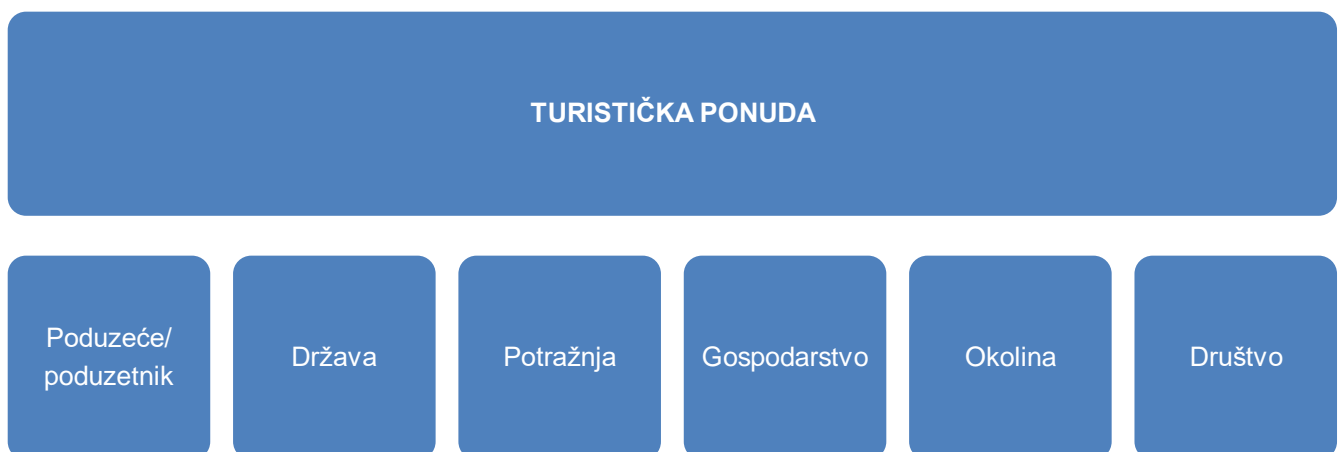 TURISTIČKA PONUDA
Poduzeće/
poduzetnik
Država
Potražnja
Gospodarstvo
Okolina
Društvo